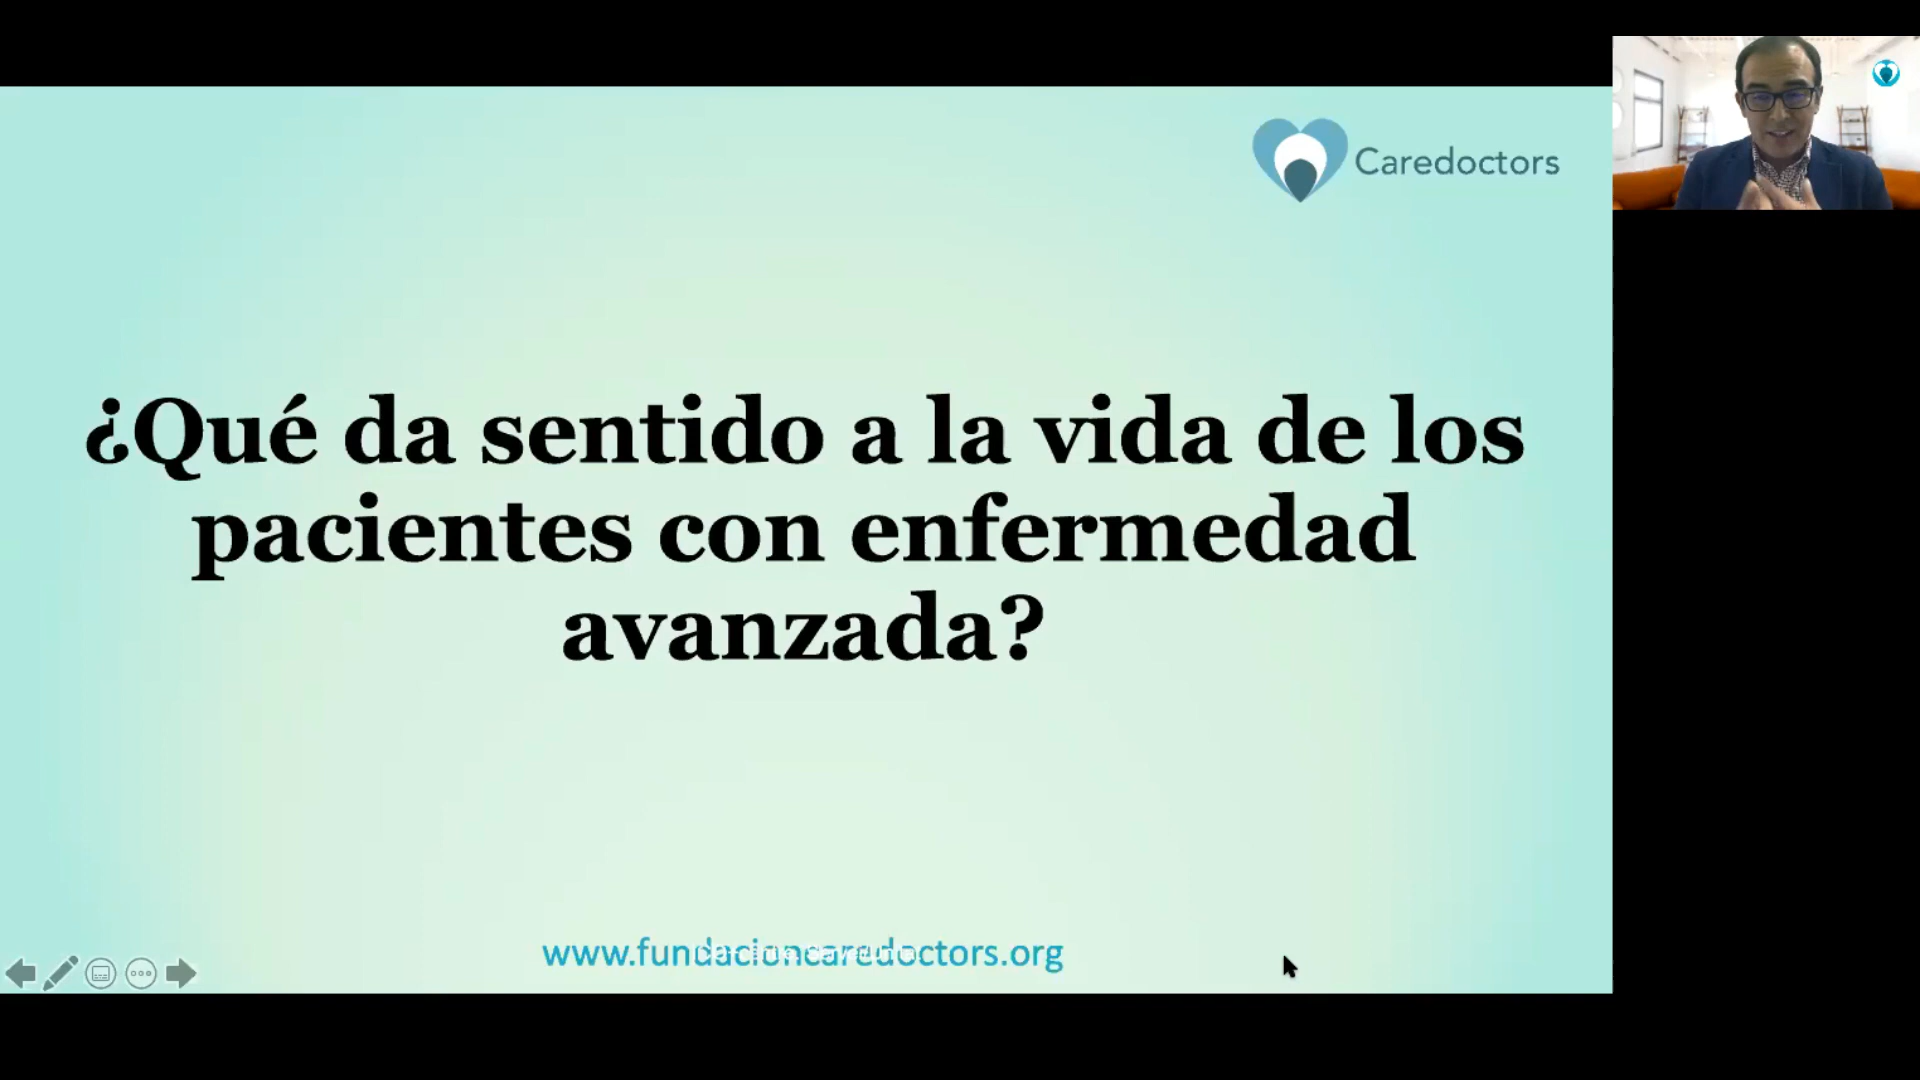 Caredoctors
¿Qué da sentido a la vida de los
pacientes con enfermedad
avanzada?
www.fundacioncaredoctors.org